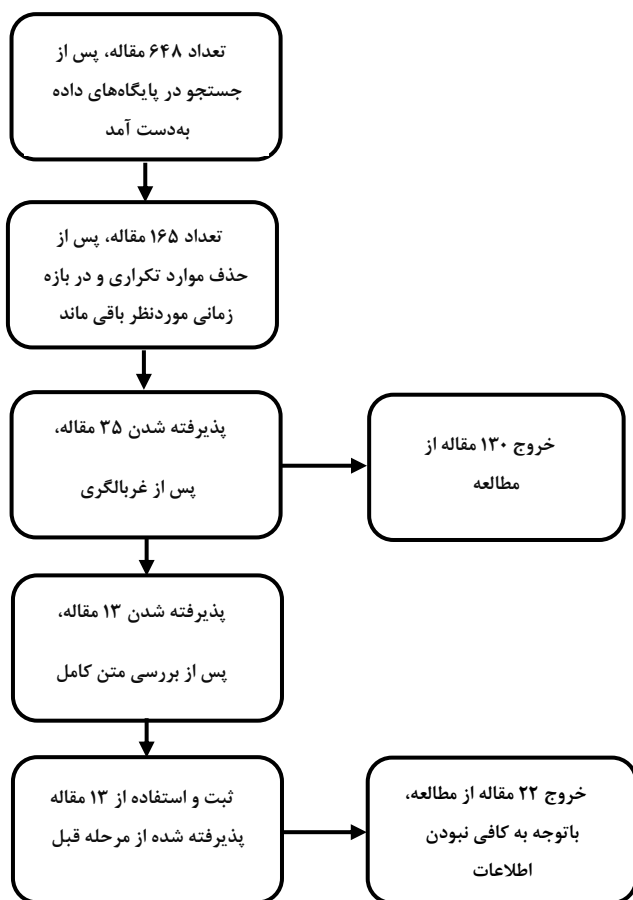 تعداد ۶۴۸ مقاله، پس از
جستجو در پایگاه‌های داده
به‌دست آمد
تعداد ۱۶۵ مقاله، پس از
حذف موارد تکراری و در بازه
زمانی موردنظر باقی ماند
پذیرفته شدن ۳۵ مقاله،
پس از غربالگری
خروج ۱۳۰ مقاله از
مطالعه
پذیرفته شدن ۱۳ مقاله،
پس از بررسی متن کامل
ثبت و استفاده از ۱۳ مقاله
پذیرفته شده از مرحله قبل
خروج ۲۲ مقاله از مطالعه،
باتوجه به کافی نبودن
اطلاعات